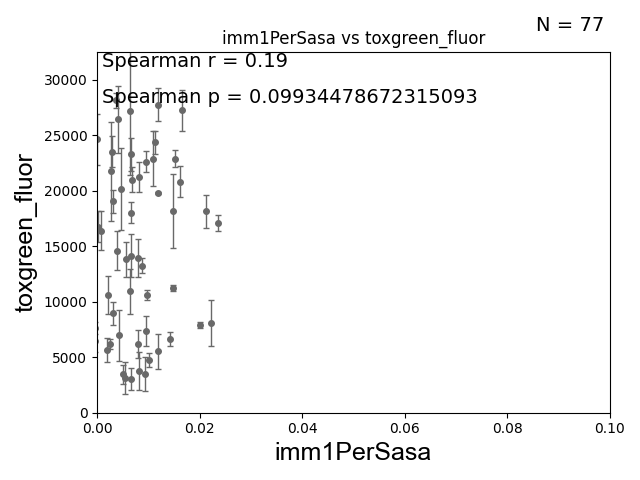 N = 77
imm1PerSasa vs toxgreen_fluor
Spearman r = 0.19
Spearman p = 0.09934478672315093
30000
25000
20000
15000
10000
5000
0
toxgreen_fluor
0.00 0.02 0.04 0.06 0.08 0.10
imm1PerSasa